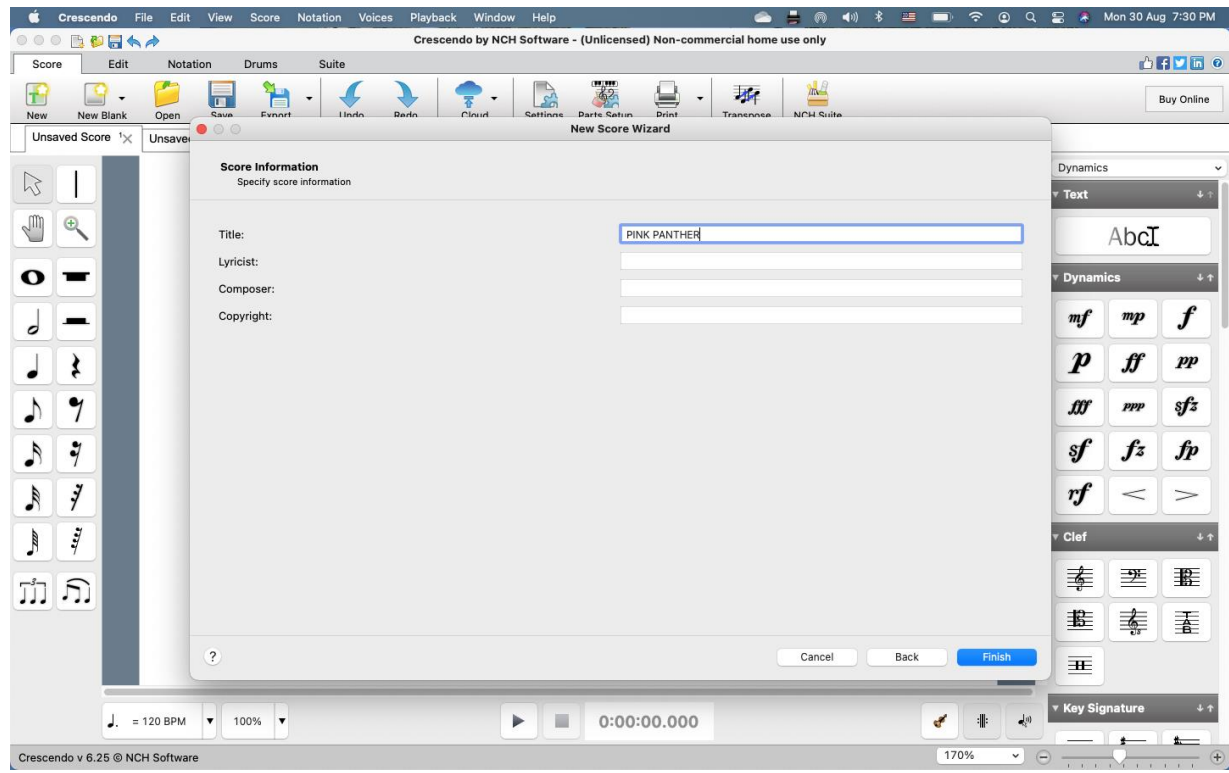 Crescendo File Edit View Score Notation Voices Playback Window Help Mon 30 Aug 7:30 PM
Crescendo by NCH Software - (Unlicensed) Non-commercial home use only
Score Edit Notation Drums Suite
New New Blank Open Save Export Undo Redo Cloud Settings Parts Setup Print Transpose NCH Suite Buy Online
Unsaved Score 1 Unsave New Score Wizard
Score Information
Specify score information
Title: PINK PANTHER
Lyricist:
Composer:
Copyright:
? Cancel Back Finish
Dynamics
Text
Abc
Dynamics
mf mp f
p ff pp
fff ppp sfz
sf fz fp
rf < >
Clef
TAB
Key Signature
= 120 BPM 100% 0:00:00.000
Crescendo v 6.25 © NCH Software 170%